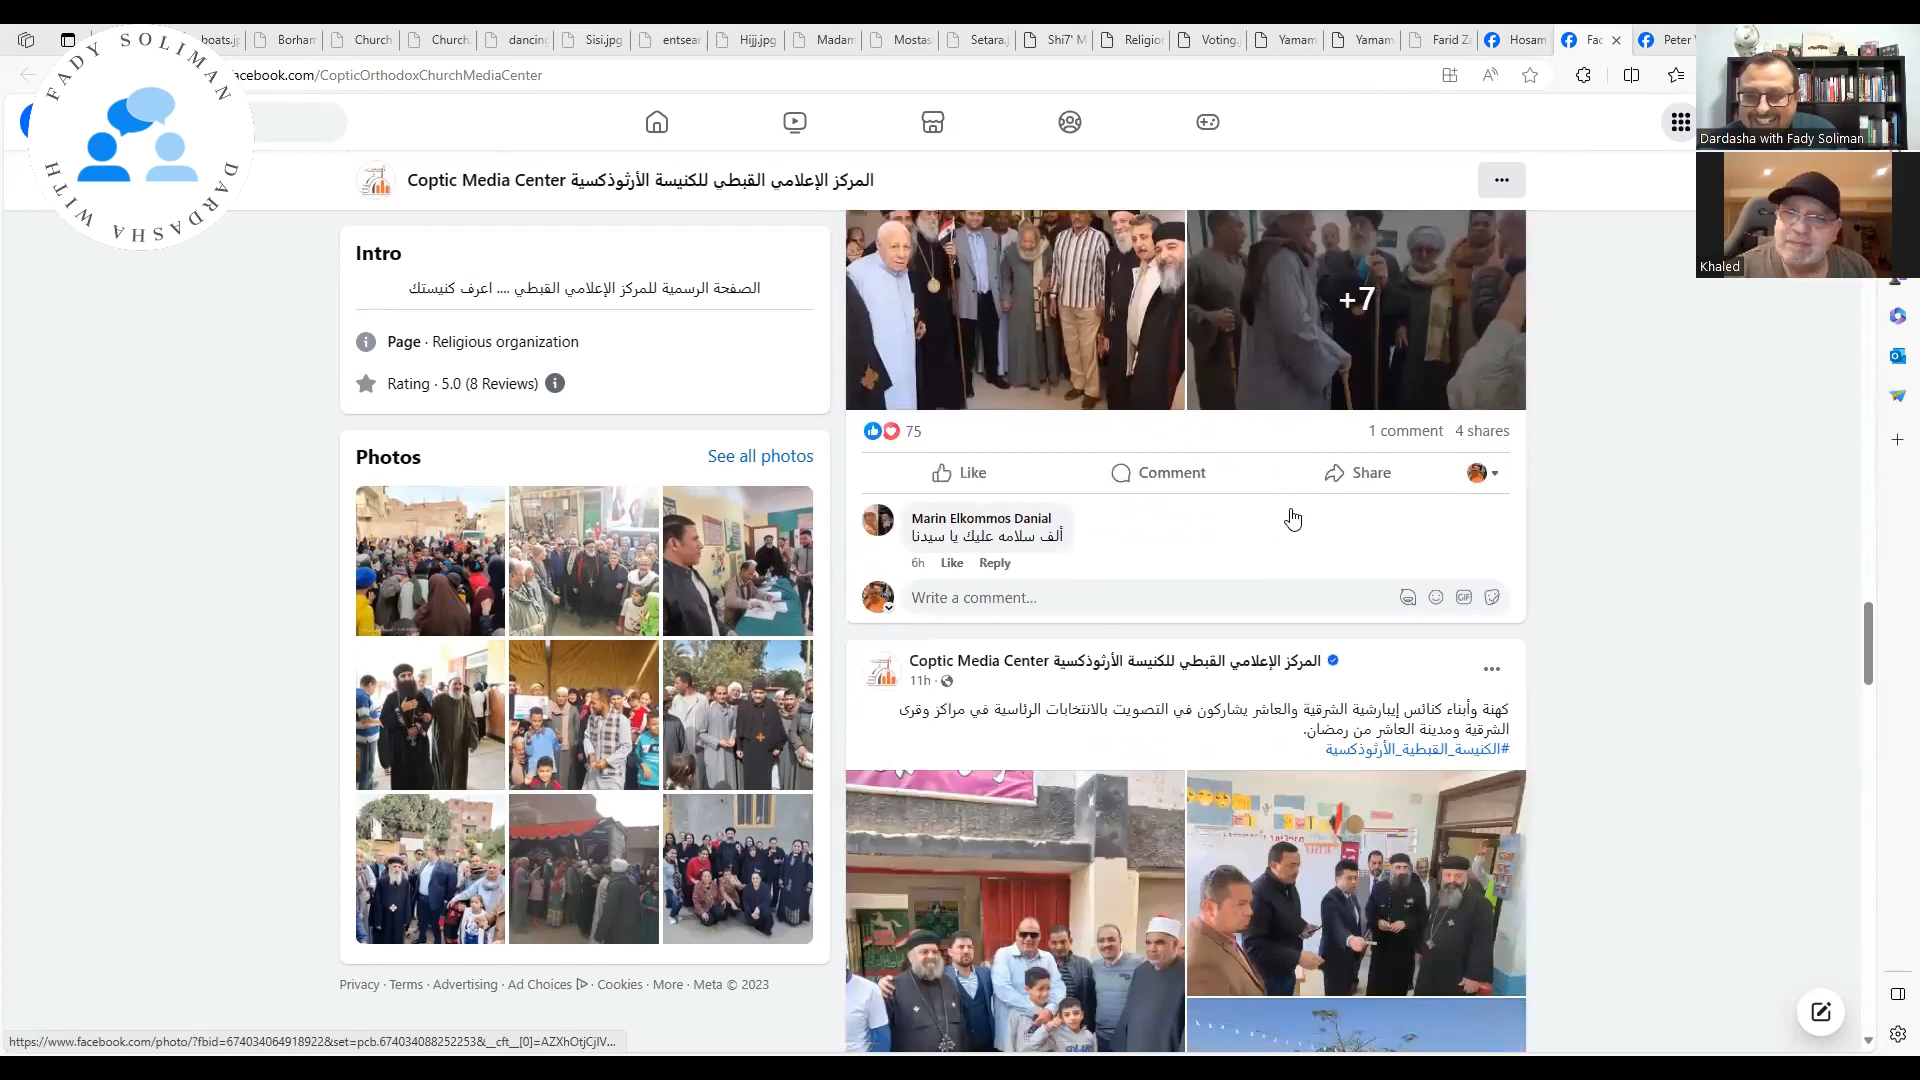 FADY SOLIMAN
DARDASHA WITH
boats.j
Borham
Church
Church
dancing
Sisi.jpg
entsear
Hijj.jpg
Madam
Mostas
Setara.j
Shi7' M
Religio
Voting.j
Yamam
Yamam
Farid Za
Hosam
Fac
Peter
acebook.com/CopticOrthodoxChurchMediaCenter
Dardasha with Fady Soliman
Khaled
Coptic Media Center المركز الإعلامي القبطي للكنيسة الأرثوذكسية
Intro
الصفحة الرسمية للمركز الإعلامي القبطي .... اعرف كنيستك
Page · Religious organization
Rating · 5.0 (8 Reviews)
Photos
See all photos
Privacy · Terms · Advertising · Ad Choices · Cookies · More · Meta © 2023
+7
75
1 comment 4 shares
Like Comment Share
Marin Elkommos Danial
ألف سلامه عليك يا سيدنا
6h Like Reply
Write a comment...
GIF
Coptic Media Center المركز الإعلامي القبطي للكنيسة الأرثوذكسية
11h ·
كهنة وأبناء كنائس إيبارشية الشرقية والعاشر يشاركون في التصويت بالانتخابات الرئاسية في مراكز وقرى
الشرقية ومدينة العاشر من رمضان.
#الكنيسة_القبطية_الأرثوذكسية
https://www.facebook.com/photo/?fbid=674034064918922&set=pcb.674034088252253&__cft__[0]=AZXhOtjCjIV...